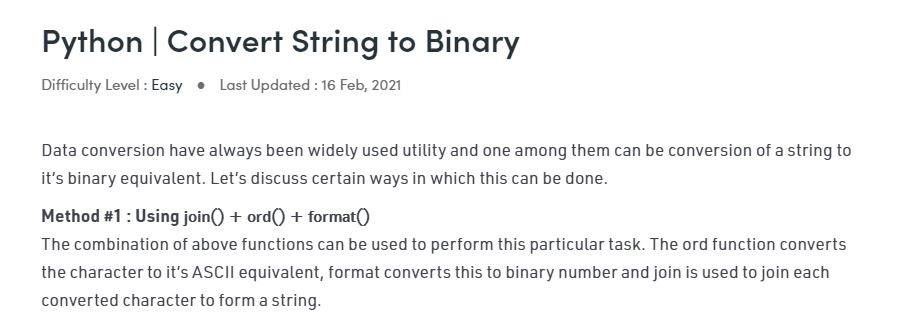 Python | Convert String to Binary
Difficulty Level : Easy ● Last Updated : 16 Feb, 2021
Data conversion have always been widely used utility and one among them can be conversion of a string to
it's binary equivalent. Let's discuss certain ways in which this can be done.
Method #1 : Using join() + ord() + format()
The combination of above functions can be used to perform this particular task. The ord function converts
the character to it's ASCII equivalent, format converts this to binary number and join is used to join each
converted character to form a string.